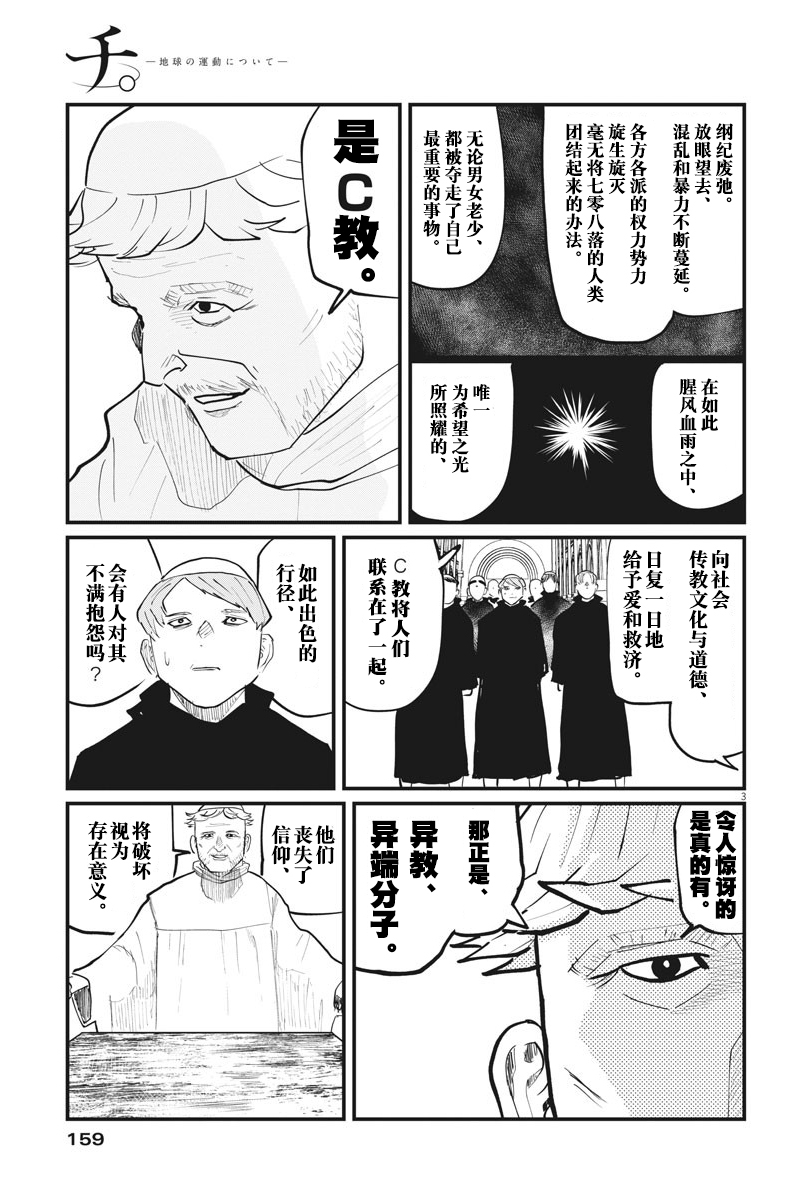 チ。
—地球の運動について—
纲纪废弛。
放眼望去、
混乱和暴力不断蔓延。
各方各派的权力势力
旋生旋灭
毫无将七零八落的人类
团结起来的办法。
无论男女老少、
都被夺走了自己
最重要的事物。
在如此
腥风血雨之中、
唯一
为希望之光
所照耀的、
是C教。
向社会
传教文化与道德、
日复一日地
给予爱和救济。
C教将人们
联系在了一起。
如此出色的
行径、
会有人对其
不满抱怨吗？
3
令人惊讶的
是真的有。
那正是、
异教、
异端分子。
他们
丧失了
信仰、
将破坏
视为
存在意义。
159